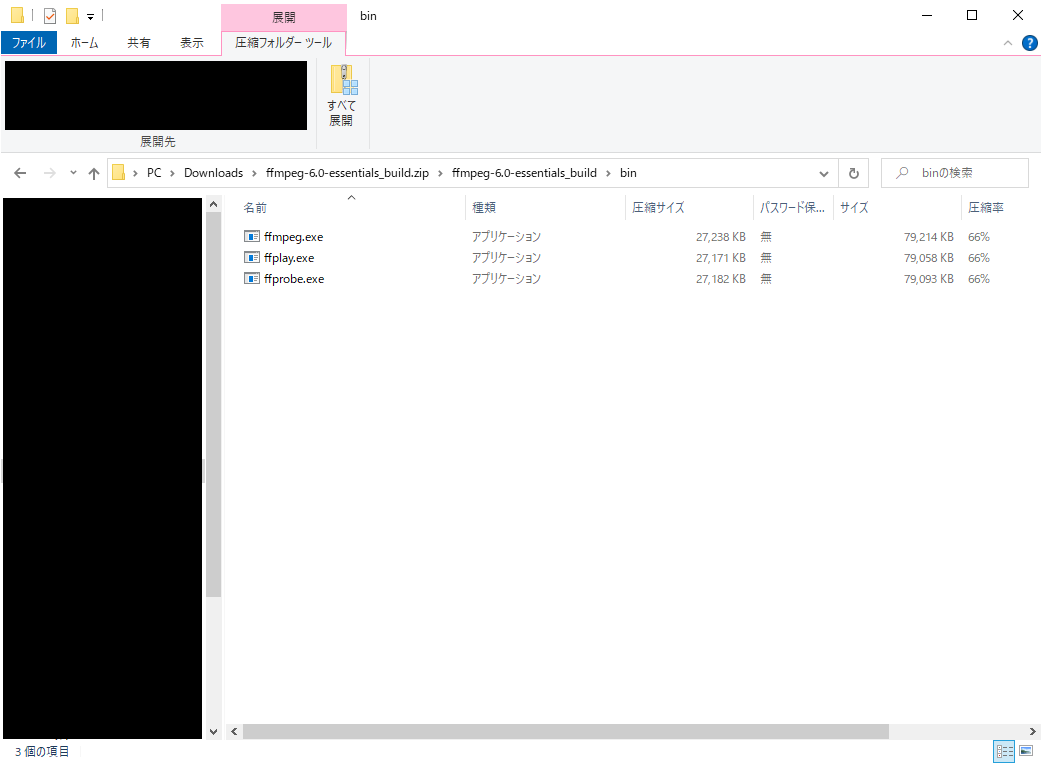 展開
bin
ファイル
ホーム
共有
表示
圧縮フォルダー ツール
?
すべて
展開
展開先
PC > Downloads > ffmpeg-6.0-essentials_build.zip > ffmpeg-6.0-essentials_build > bin
binの検索
名前 種類 圧縮サイズ パスワード保... サイズ 圧縮率
ffmpeg.exe アプリケーション 27,238 KB 無 79,214 KB 66%
ffplay.exe アプリケーション 27,171 KB 無 79,058 KB 66%
ffprobe.exe アプリケーション 27,182 KB 無 79,093 KB 66%
3 個の項目